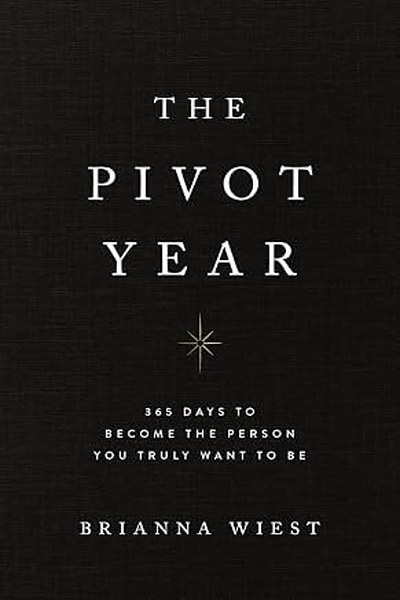 THE
PIVOT
YEAR
365 DAYS TO
BECOME THE PERSON
YOU TRULY WANT TO BE
BRIANNA WIEST